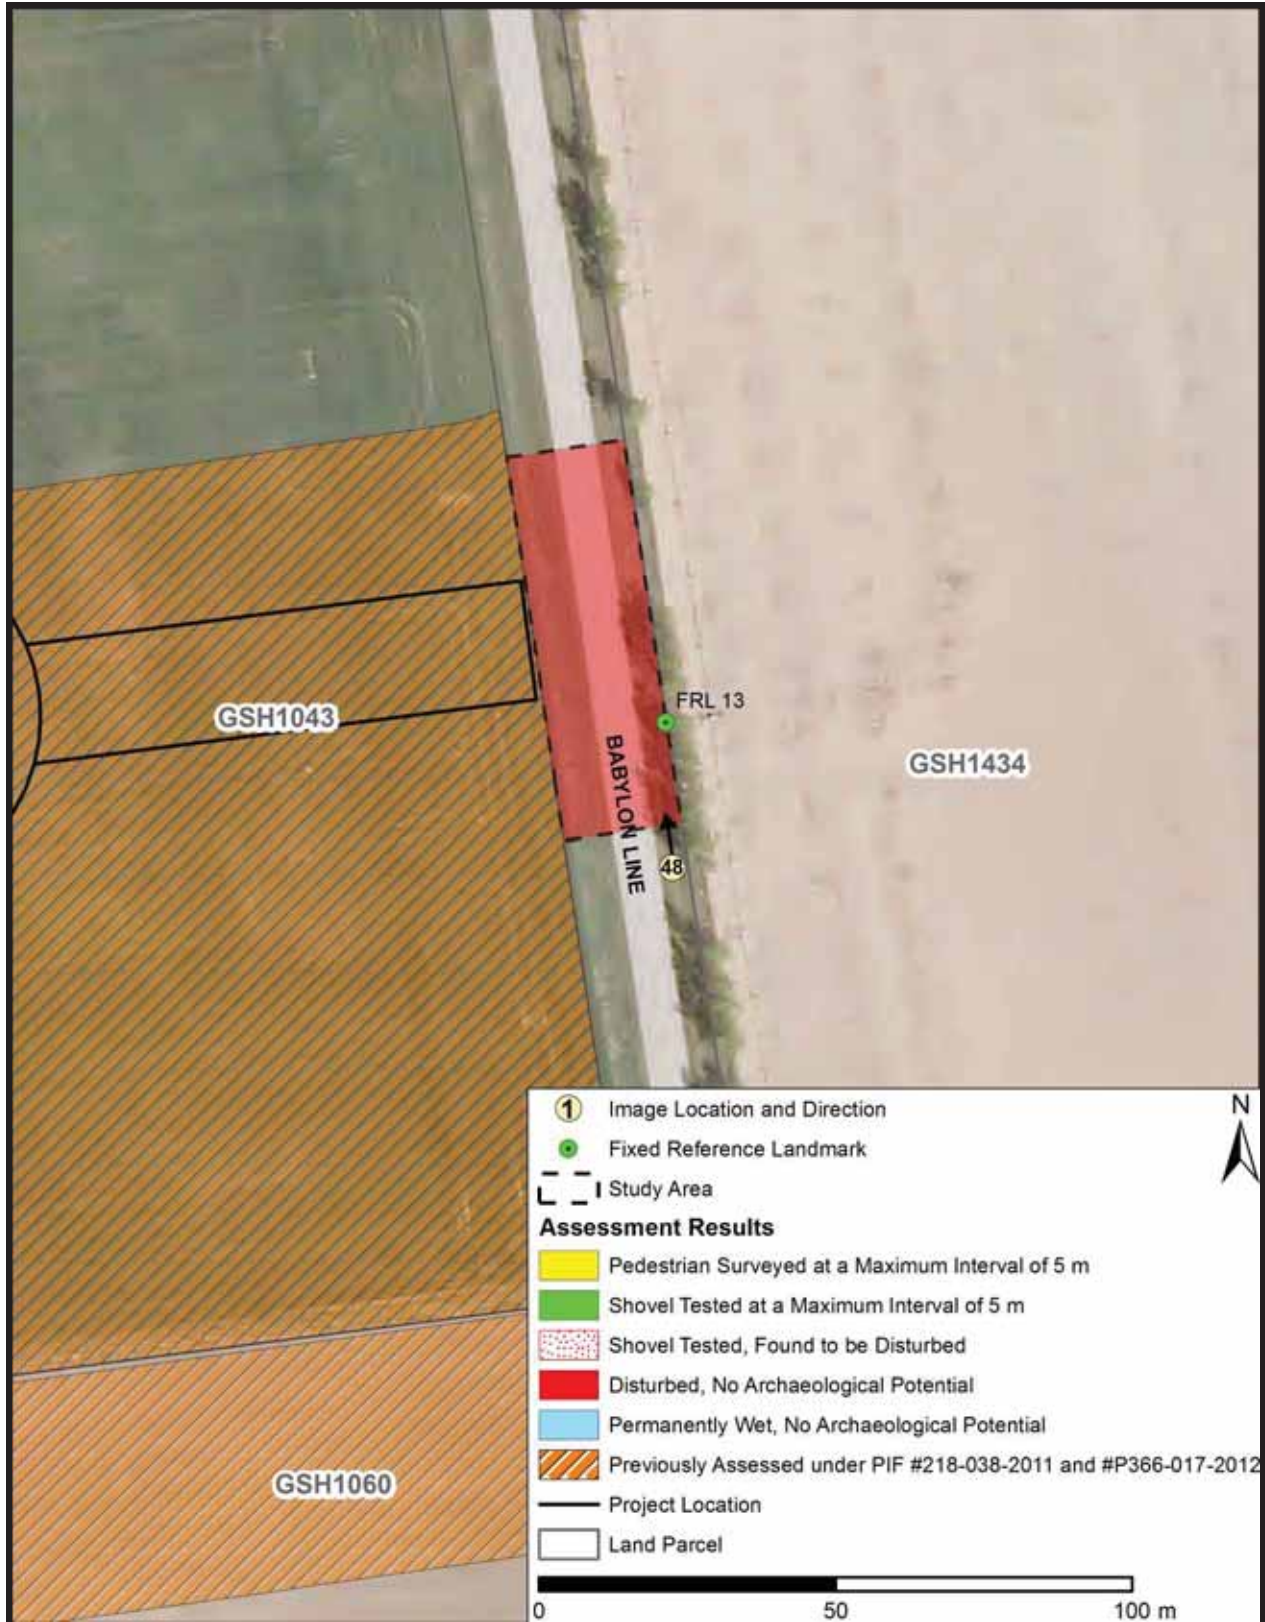 FRL 13
GSH1043
GSH1434
BABYLON LINE
48
GSH1060
N
1 Image Location and Direction
Fixed Reference Landmark
Study Area
Assessment Results
Pedestrian Surveyed at a Maximum Interval of 5 m
Shovel Tested at a Maximum Interval of 5 m
Shovel Tested, Found to be Disturbed
Disturbed, No Archaeological Potential
Permanently Wet, No Archaeological Potential
Previously Assessed under PIF #218-038-2011 and #P366-017-2012
Project Location
Land Parcel
0 50 100 m